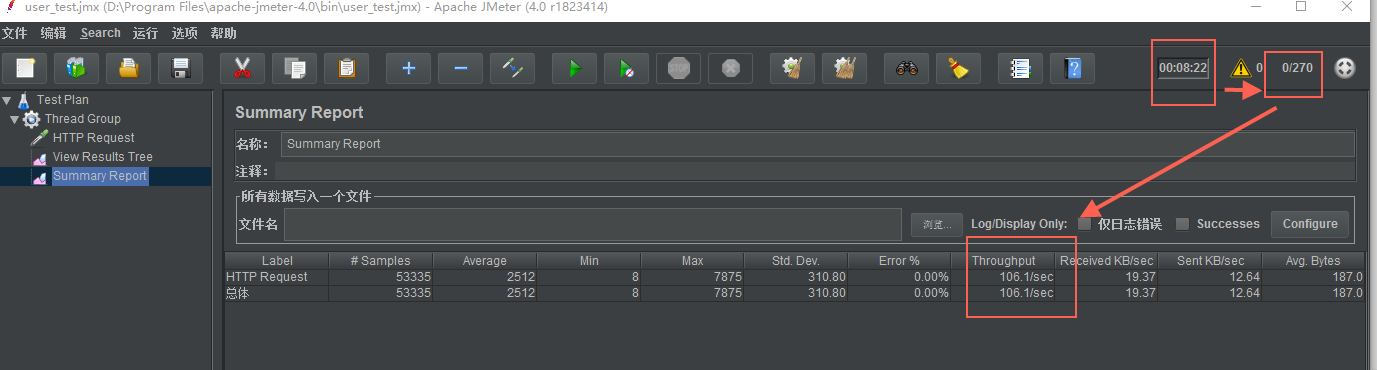 user_test.jmx (D:\Program Files\apache-jmeter-4.0\bin\user_test.jmx) - Apache JMeter (4.0 r1823414)
文件 编辑 Search 运行 选项 帮助
STOP 00:08:22 0 0/270
Test Plan
Thread Group
HTTP Request
View Results Tree
Summary Report
Summary Report
名称： Summary Report
注释：
所有数据写入一个文件
文件名 浏览... Log/Display Only: 仅日志错误 Successes Configure
Label # Samples Average Min Max Std. Dev. Error % Throughput Received KB/sec Sent KB/sec Avg. Bytes
HTTP Request 53335 2512 8 7875 310.80 0.00% 106.1/sec 19.37 12.64 187.0
总体 53335 2512 8 7875 310.80 0.00% 106.1/sec 19.37 12.64 187.0